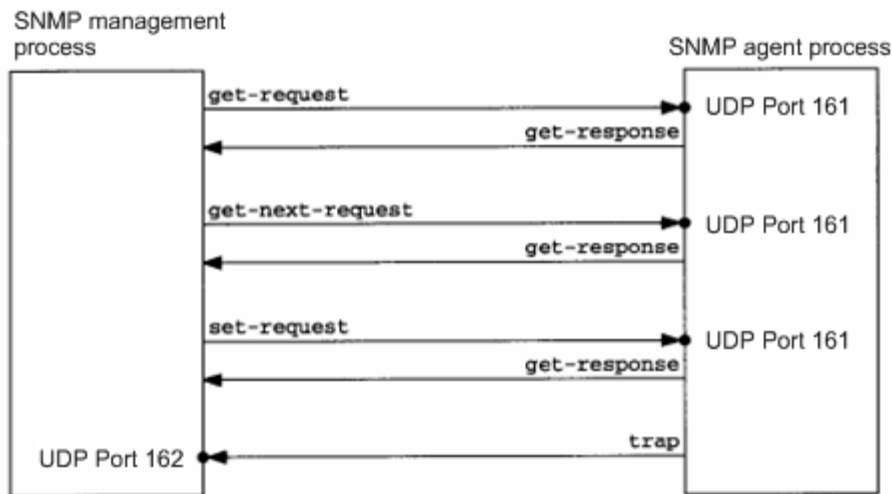 SNMP management
process
SNMP agent process
get-request
UDP Port 161
get-response
get-next-request
UDP Port 161
get-response
set-request
UDP Port 161
get-response
trap
UDP Port 162